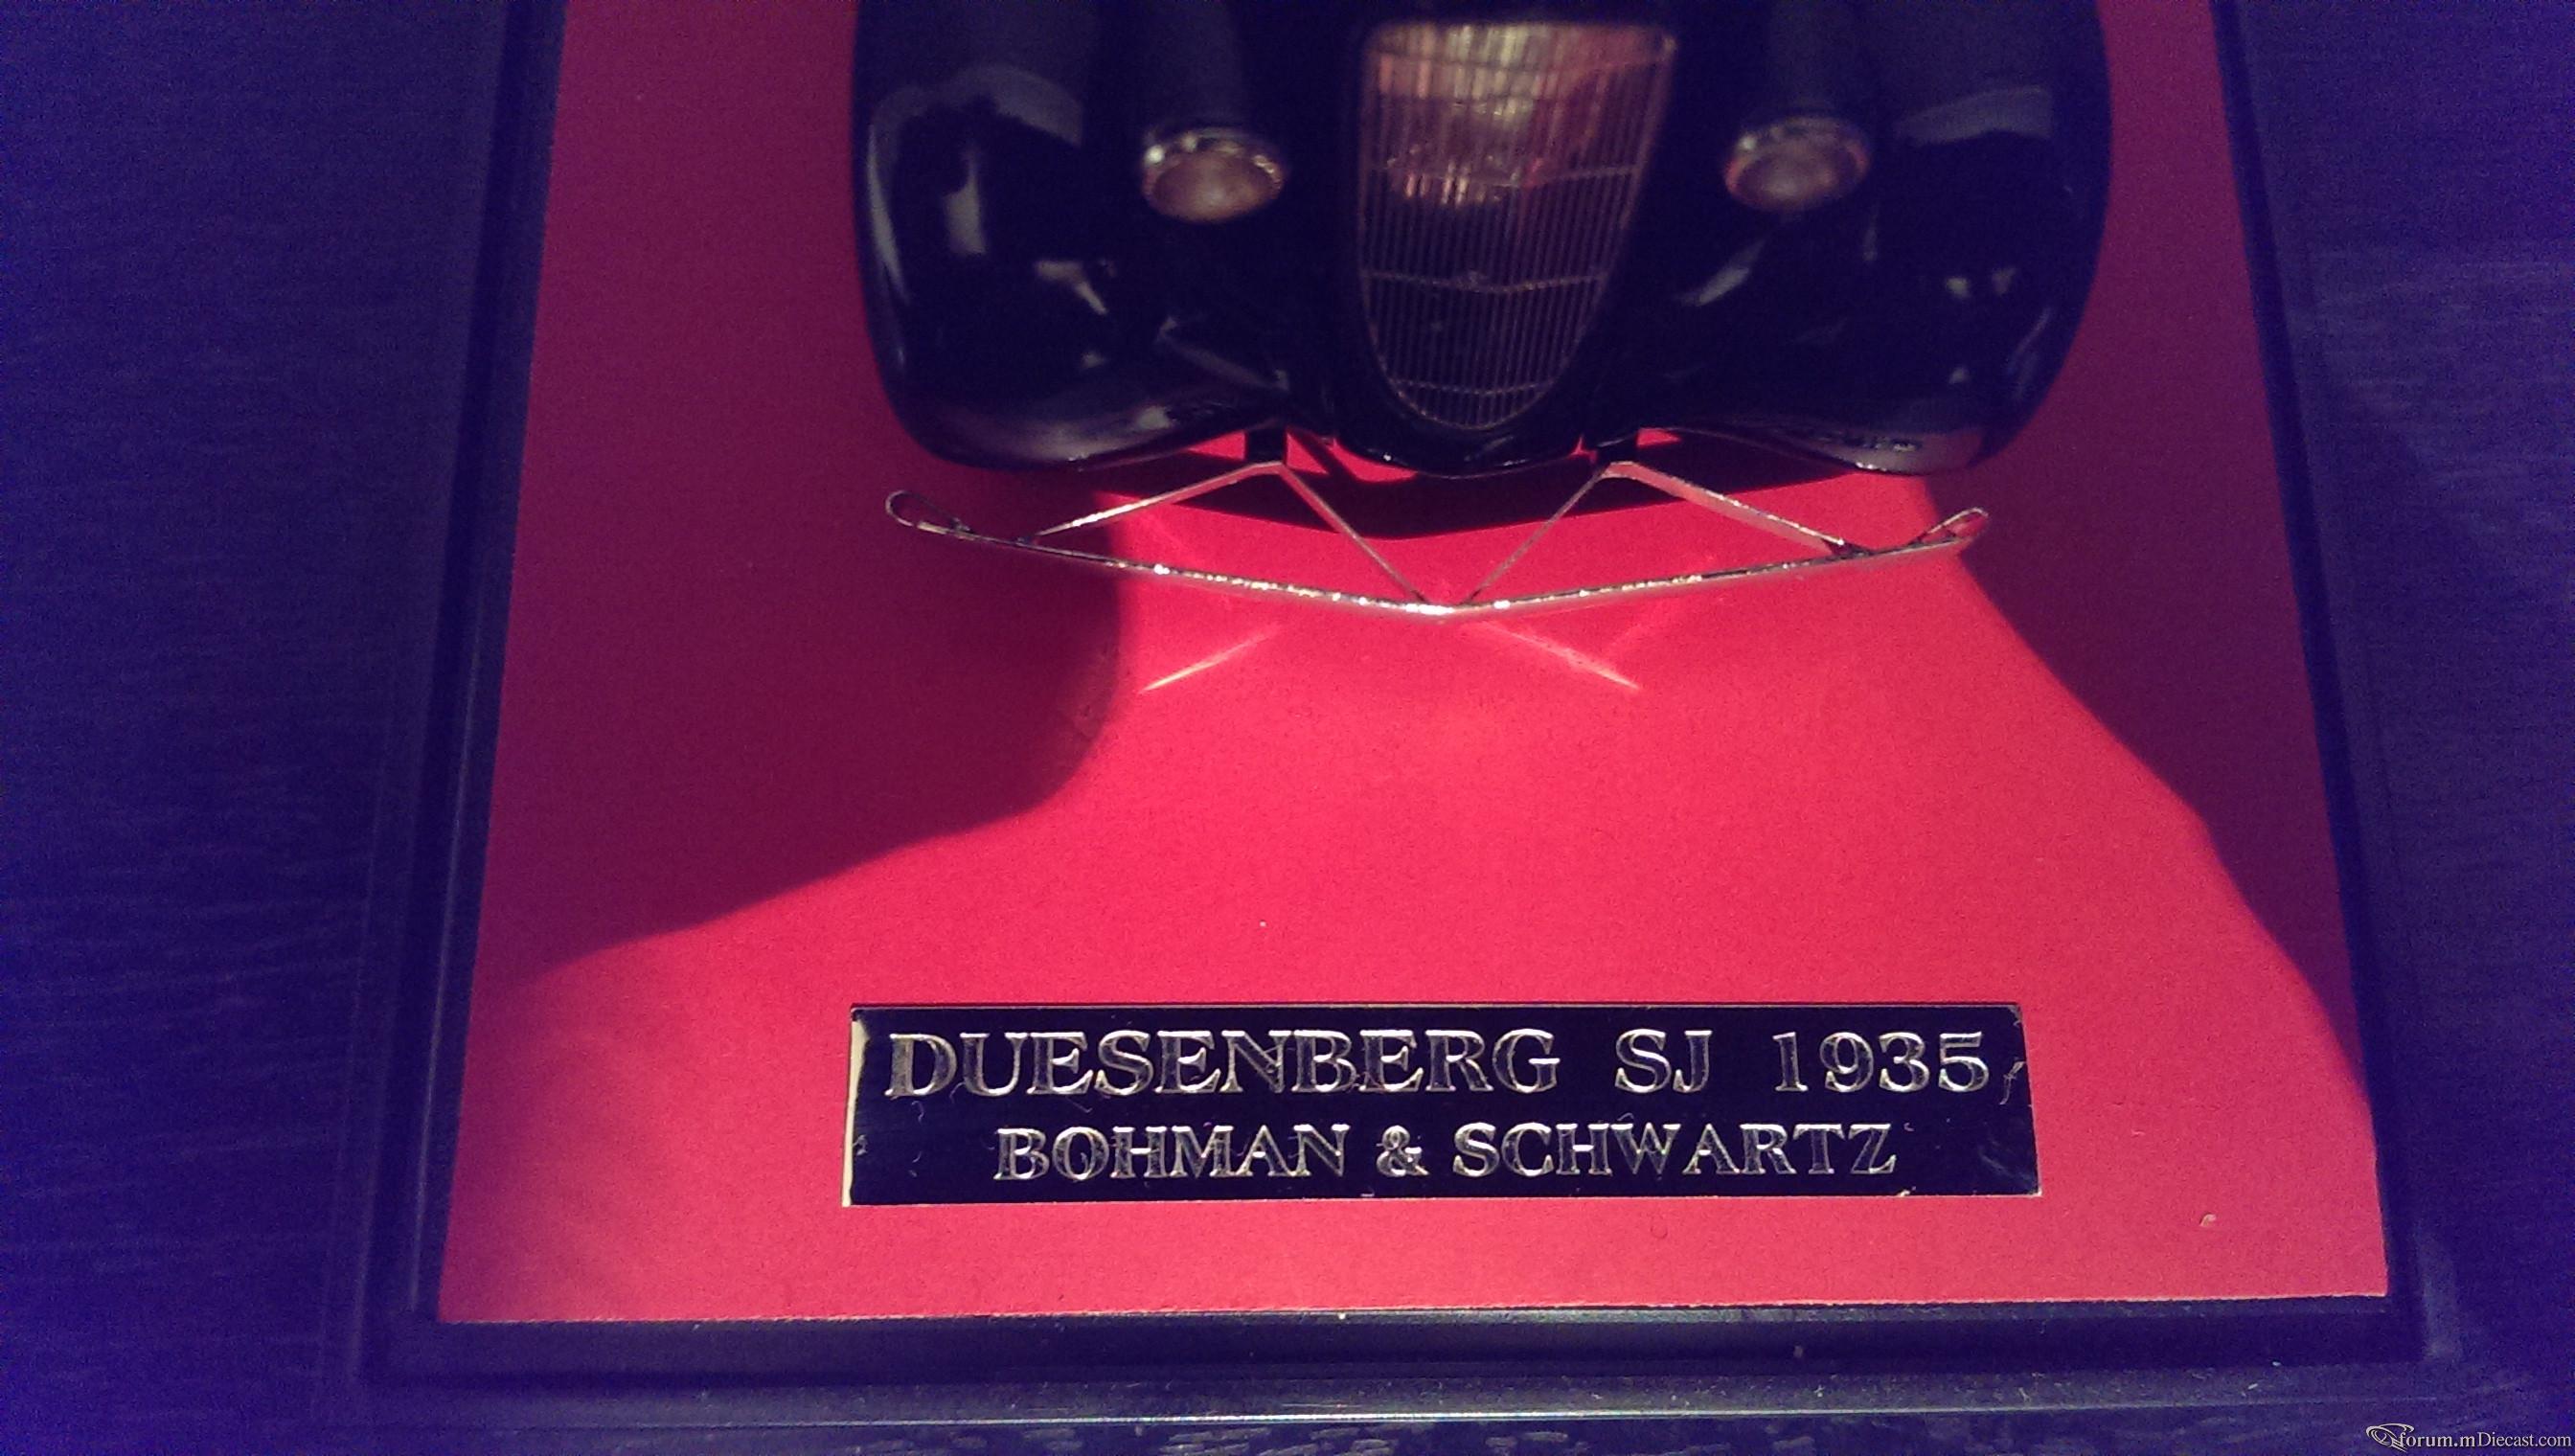 DUESENBERG SJ 1935
BOHMAN & SCHWARTZ
forum.mDiecast.com